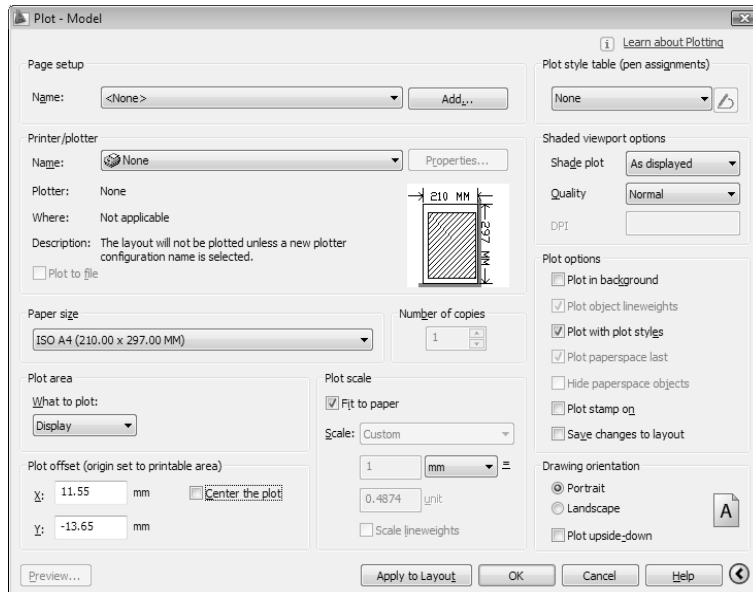 Plot - Model
Learn about Plotting
Page setup
Name: <None> Add...
Printer/plotter
Name: None Properties...
Plotter: None
Where: Not applicable
Description: The layout will not be plotted unless a new plotter
configuration name is selected.
Plot to file
210 MM
297 MM
Paper size
ISO A4 (210.00 x 297.00 MM)
Number of copies
1
Plot area
What to plot:
Display
Plot offset (origin set to printable area)
X: 11.55 mm Center the plot
Y: -13.65 mm
Plot scale
Fit to paper
Scale: Custom
1 mm =
0.4874 unit
Scale lineweights
Plot style table (pen assignments)
None
Shaded viewport options
Shade plot As displayed
Quality Normal
DPI
Plot options
Plot in background
Plot object lineweights
Plot with plot styles
Plot paperspace last
Hide paperspace objects
Plot stamp on
Save changes to layout
Drawing orientation
Portrait
Landscape
Plot upside-down
A
Preview... Apply to Layout OK Cancel Help